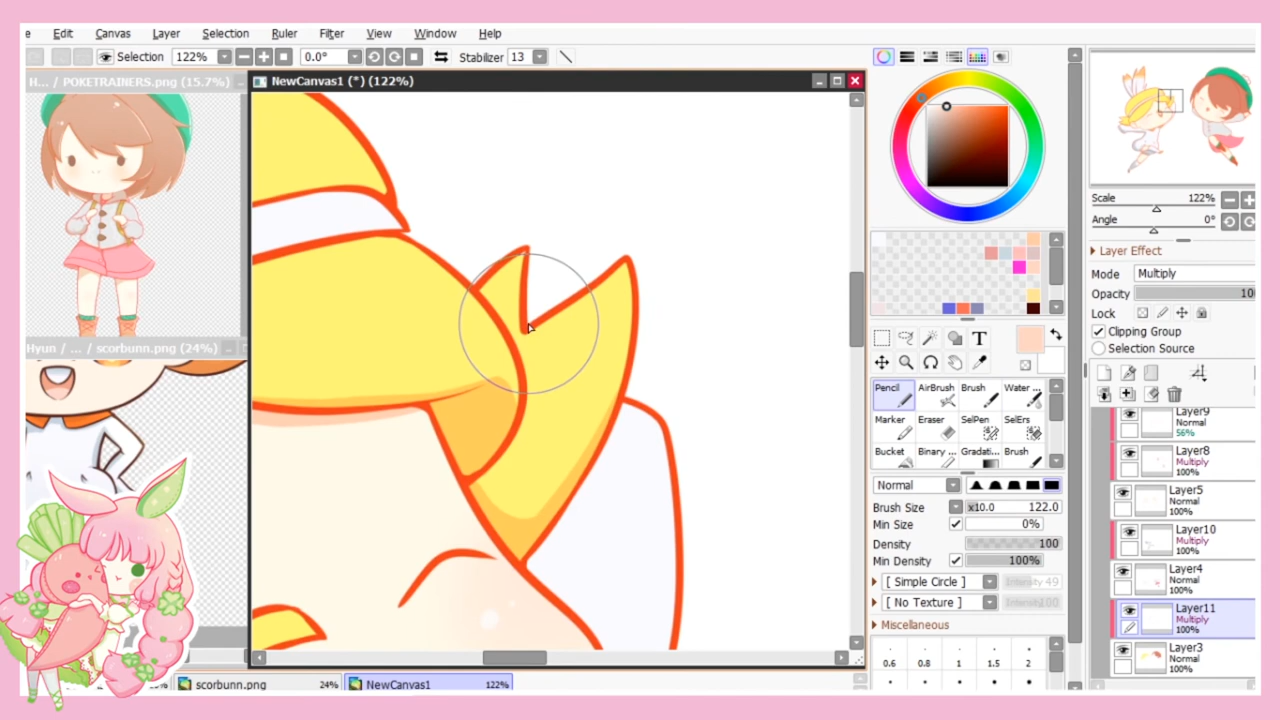 e Edit Canvas Layer Selection Ruler Filter View Window Help
Selection 122% 0.0° Stabilizer 13
H... / POKETRAINERS.png (15.7%)
NewCanvas1 (*) (122%)
Hyun / ... / scorbunn.png (24%)
scorbunn.png 24%
NewCanvas1 122%
T
Pencil AirBrush Brush Water ...
Marker Eraser SelPen SelErs
Bucket Binary ... Gradati... Brush
Normal
Brush Size x10.0 122.0
Min Size 0%
Density 100
Min Density 100%
[ Simple Circle ] Intensity 49
[ No Texture ] Intensity 100
Miscellaneous
0.6 0.8 1 1.5 2
Scale 122%
Angle 0°
Layer Effect
Mode Multiply
Opacity 10
Lock
Clipping Group
Selection Source
Layer9
Normal
56%
Layer8
Multiply
100%
Layer5
Normal
100%
Layer10
Multiply
100%
Layer4
Normal
100%
Layer11
Multiply
100%
Layer3
Normal
100%